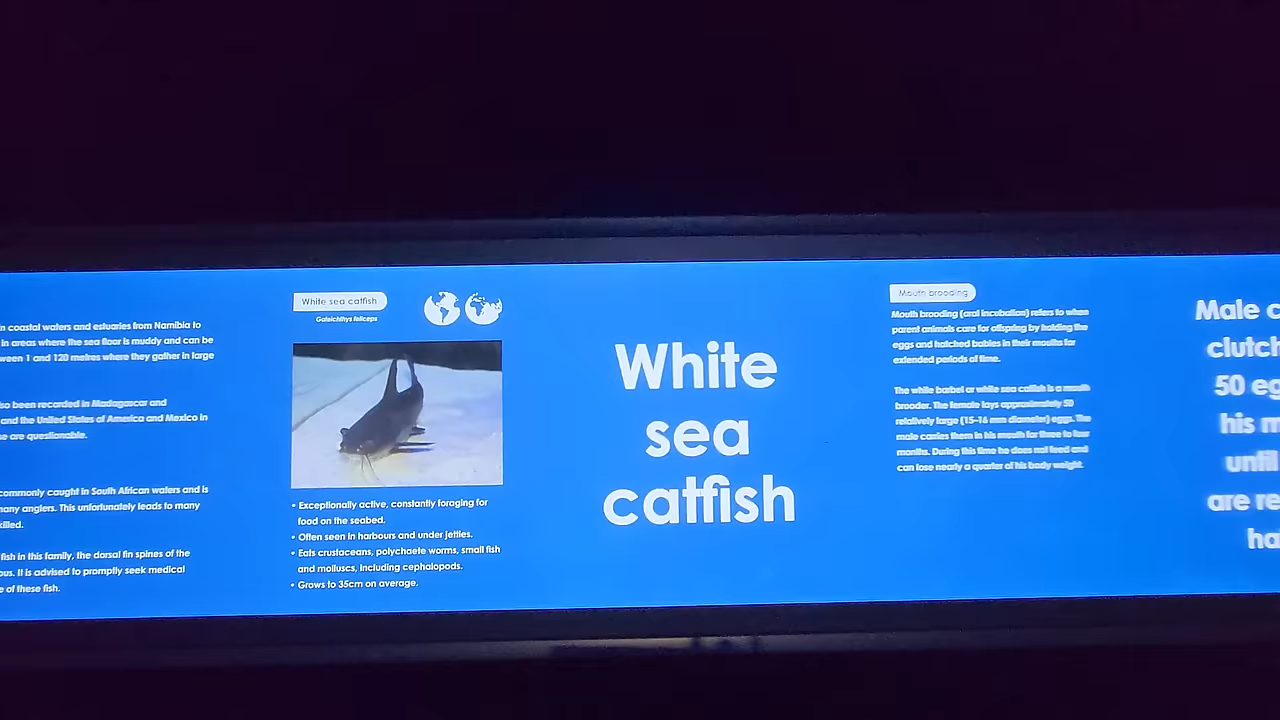 n coastal waters and estuaries from Namibia to
in areas where the sea floor is muddy and can be
ween 1 and 120 metres where they gather in large
so been recorded in Madagascar and
and the United States of America and Mexico in
se are questionable.
commonly caught in South African waters and is
many anglers. This unfortunately leads to many
killed.
fish in this family, the dorsal fin spines of the
ous. It is advised to promptly seek medical
e of these fish.
White sea catfish
Galeichthys feliceps
• Exceptionally active, constantly foraging for
food on the seabed.
• Often seen in harbours and under jetties.
• Eats crustaceans, polychaete worms, small fish
and molluscs, including cephalopods.
• Grows to 35cm on average.
White
sea
catfish
Mouth brooding
Mouth brooding (oral incubation) refers to when
parent animals care for offspring by holding the
eggs and hatched babies in their mouths for
extended periods of time.
The white barbel or white sea catfish is a mouth
brooder. The female lays approximately 50
relatively large (15–16 mm diameter) eggs. The
male carries them in his mouth for three to four
months. During this time he does not feed and
can lose nearly a quarter of his body weight.
Male c
clutch
50 eg
his m
until
are re
ha